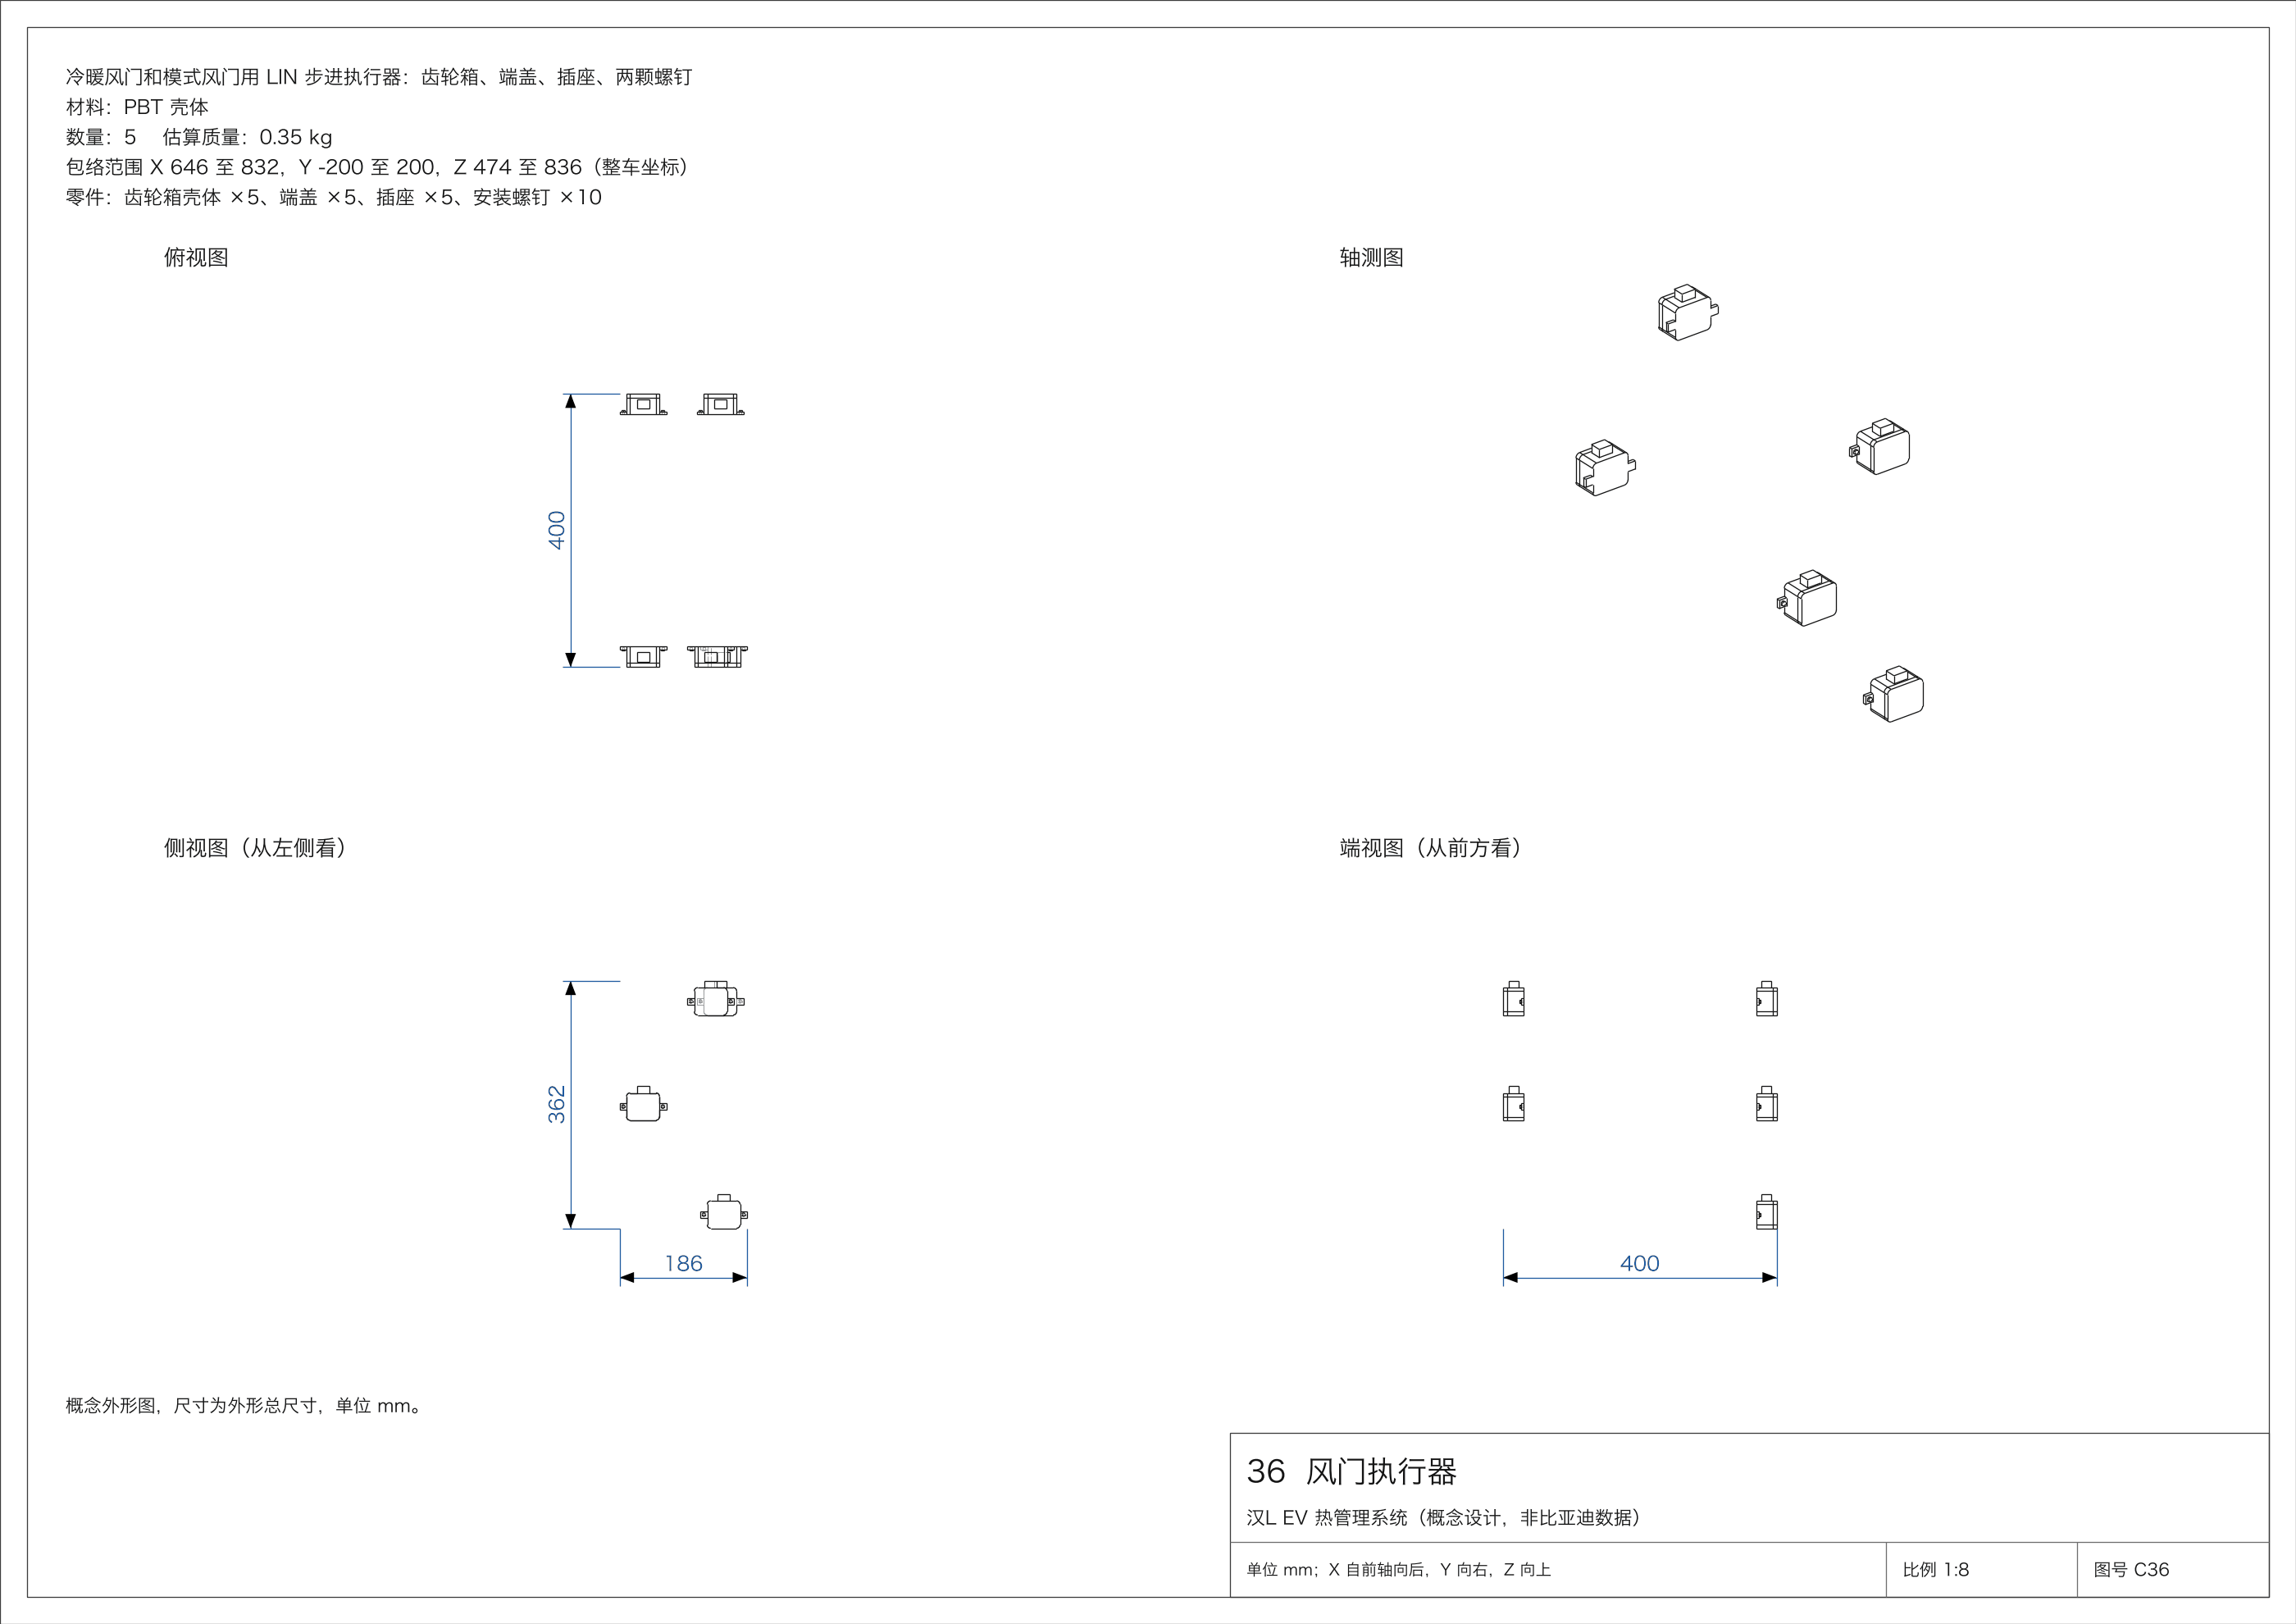 冷暖风门和模式风门用 LIN 步进执行器：齿轮箱、端盖、插座、两颗螺钉
材料：PBT 壳体
数量：5 估算质量：0.35 kg
包络范围 X 646 至 832，Y -200 至 200，Z 474 至 836（整车坐标）
零件：齿轮箱壳体 ×5、端盖 ×5、插座 ×5、安装螺钉 ×10
俯视图
轴测图
400
侧视图（从左侧看）
端视图（从前方看）
362
186
400
概念外形图，尺寸为外形总尺寸，单位 mm。
36 风门执行器
汉L EV 热管理系统（概念设计，非比亚迪数据）
单位 mm；X 自前轴向后，Y 向右，Z 向上
比例 1:8
图号 C36